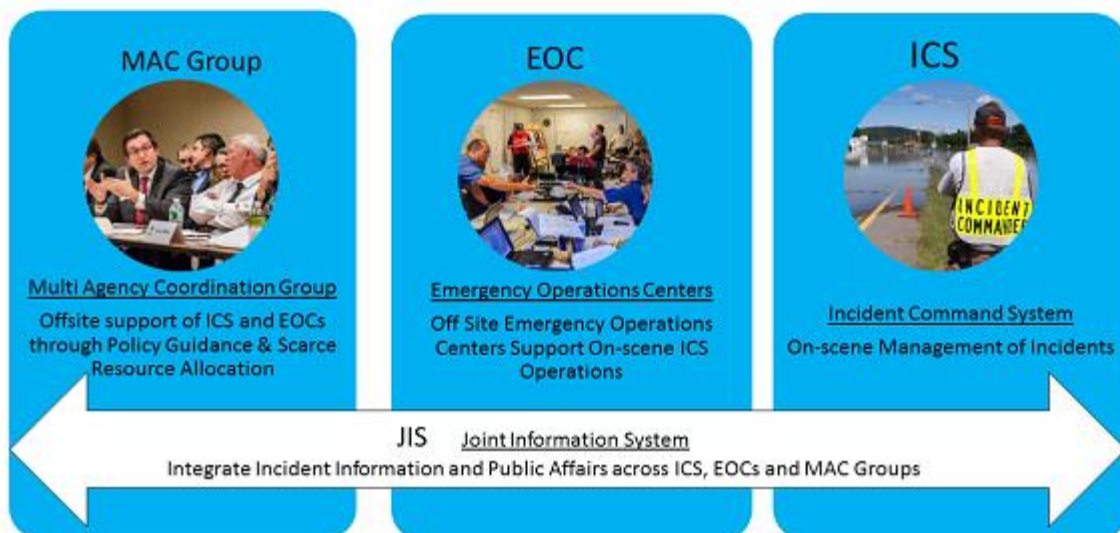 MAC Group
Multi Agency Coordination Group
Offsite support of ICS and EOCs
through Policy Guidance & Scarce
Resource Allocation
EOC
Emergency Operations Centers
Off Site Emergency Operations
Centers Support On-scene ICS
Operations
ICS
INCIDENT
COMMANDER
Incident Command System
On-scene Management of Incidents
JIS Joint Information System
Integrate Incident Information and Public Affairs across ICS, EOCs and MAC Groups